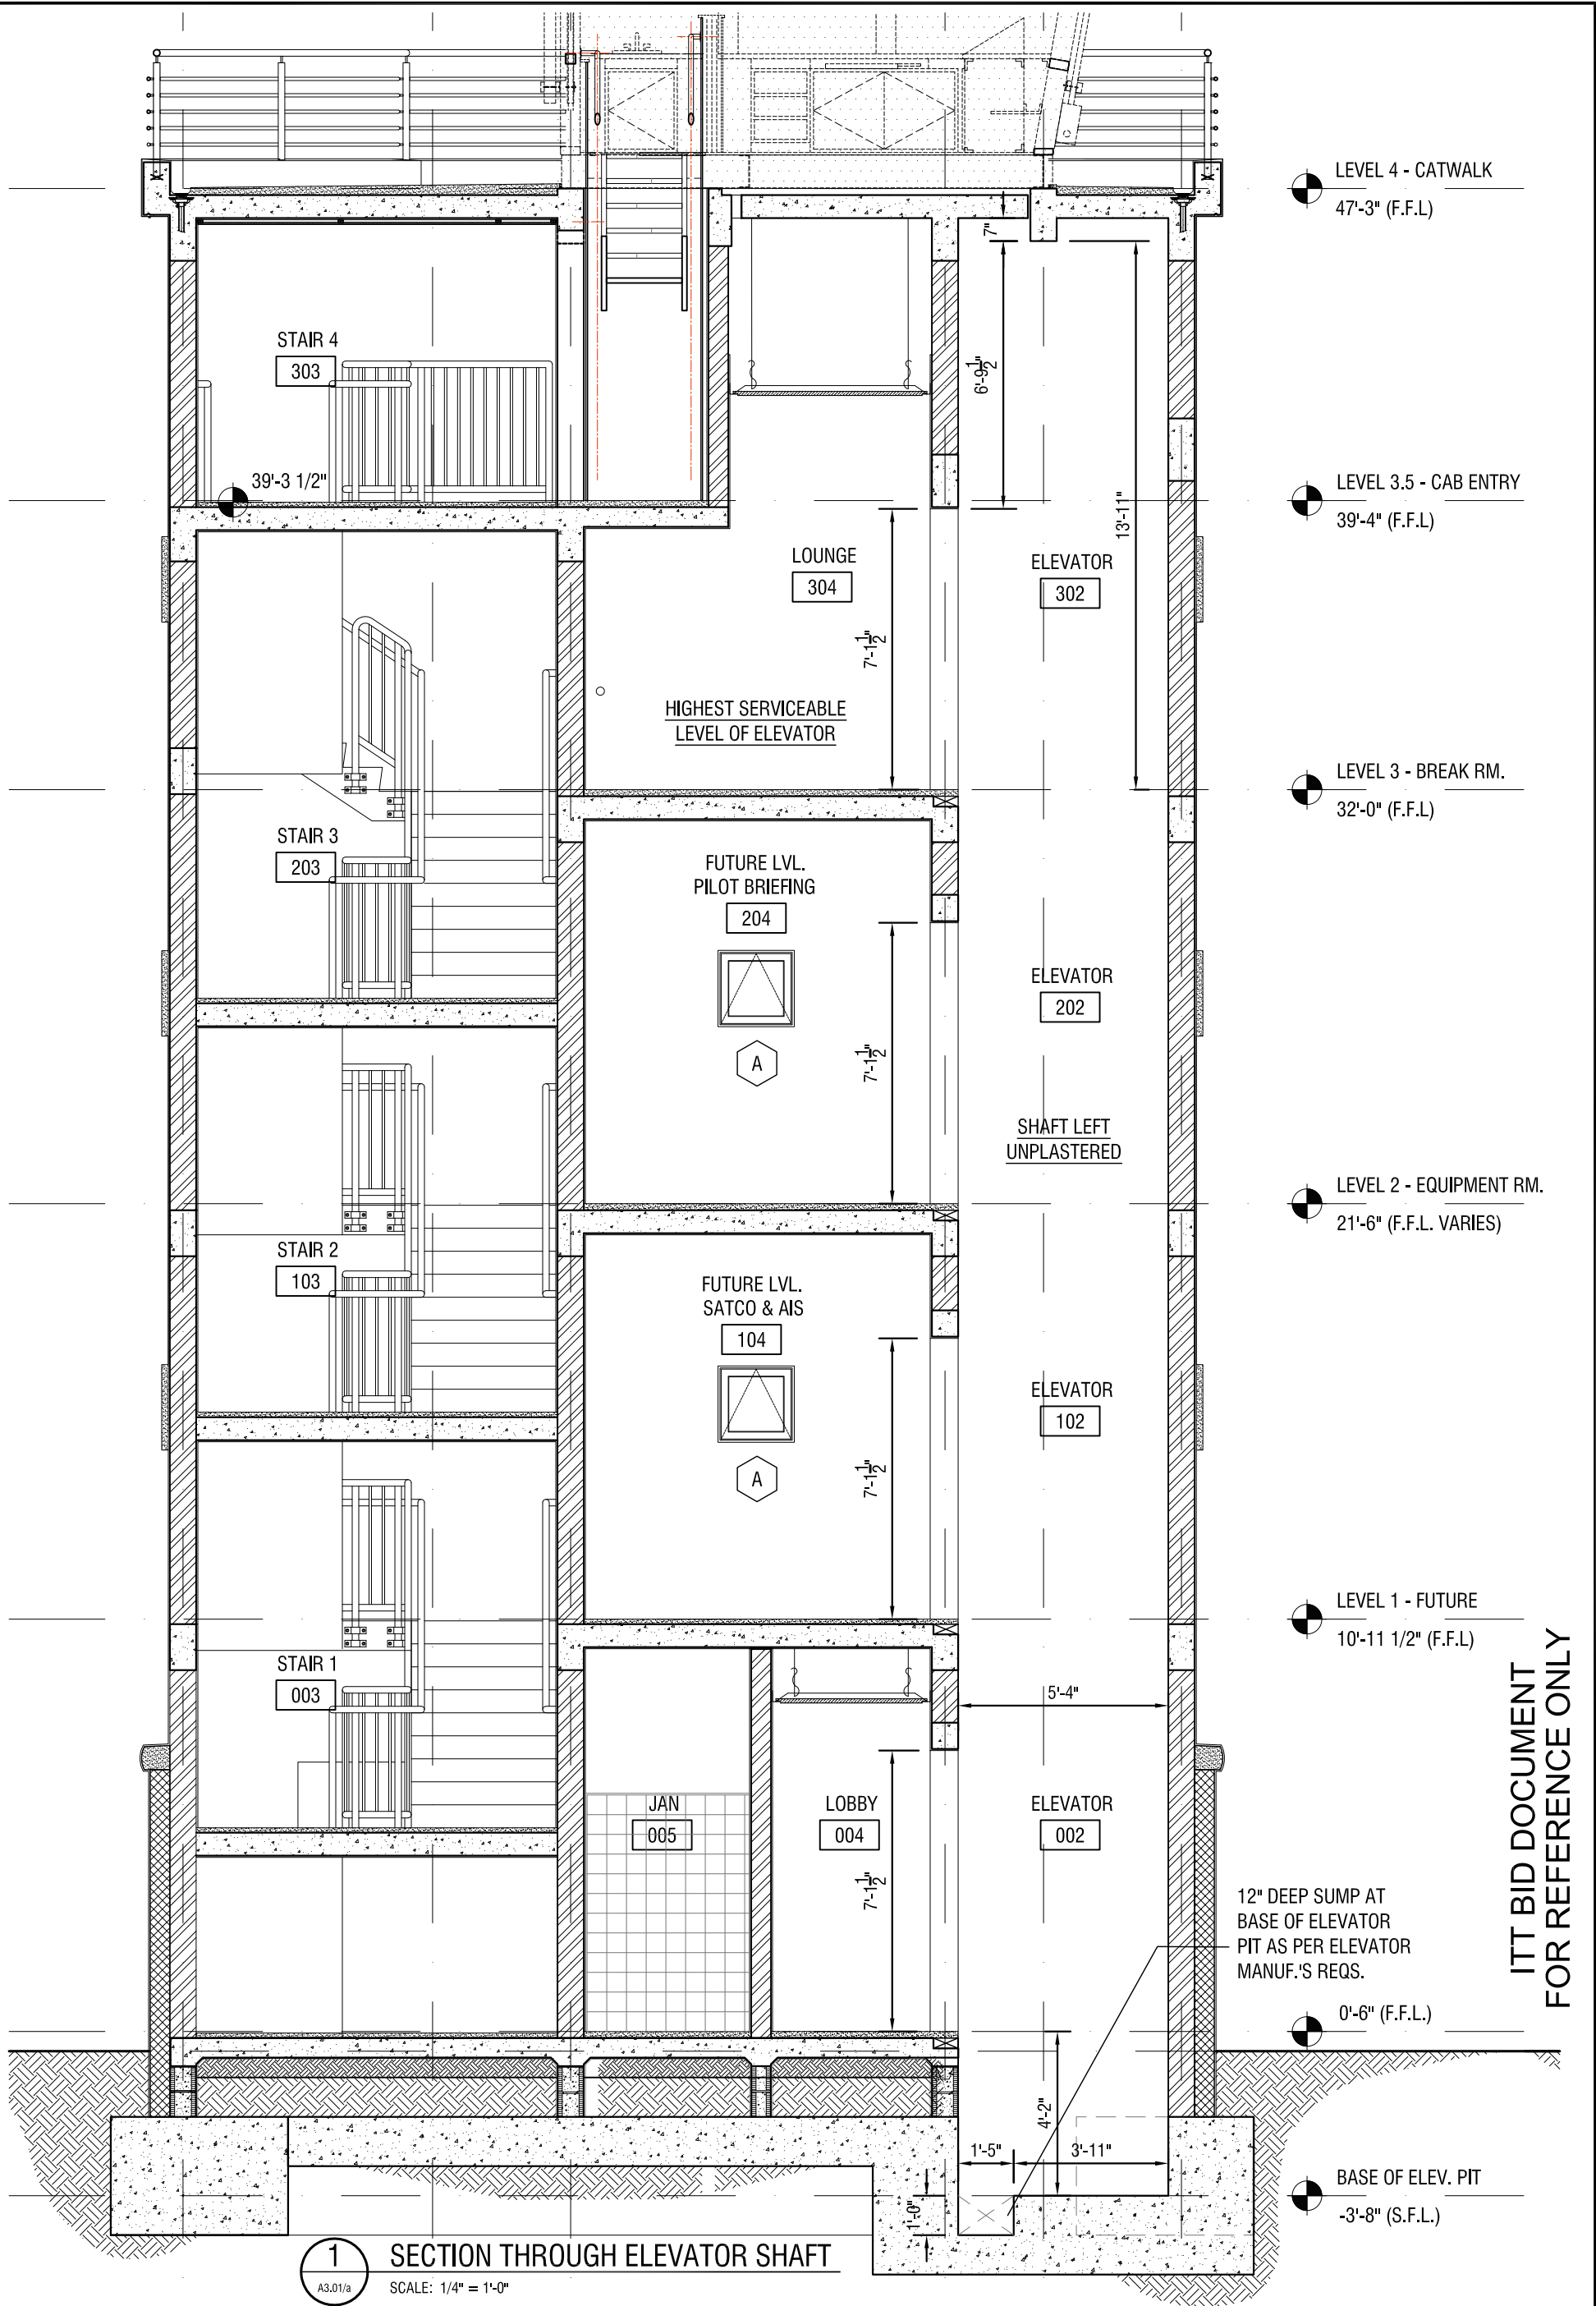 LEVEL 4 - CATWALK
47'-3" (F.F.L)
7"
STAIR 4
303
6'-9 1/2"
39'-3 1/2"
LEVEL 3.5 - CAB ENTRY
39'-4" (F.F.L)
13'-11"
LOUNGE
304
ELEVATOR
302
7'-1 1/2"
HIGHEST SERVICEABLE
LEVEL OF ELEVATOR
LEVEL 3 - BREAK RM.
32'-0" (F.F.L)
STAIR 3
203
FUTURE LVL.
PILOT BRIEFING
204
ELEVATOR
202
A
7'-1 1/2"
SHAFT LEFT
UNPLASTERED
LEVEL 2 - EQUIPMENT RM.
21'-6" (F.F.L. VARIES)
STAIR 2
103
FUTURE LVL.
SATCO & AIS
104
ELEVATOR
102
A
7'-1 1/2"
LEVEL 1 - FUTURE
10'-11 1/2" (F.F.L)
STAIR 1
003
5'-4"
JAN
005
LOBBY
004
ELEVATOR
002
7'-1 1/2"
12" DEEP SUMP AT
BASE OF ELEVATOR
PIT AS PER ELEVATOR
MANUF.'S REQS.
0'-6" (F.F.L.)
4'-2"
1'-5"
3'-11"
1'-0"
BASE OF ELEV. PIT
-3'-8" (S.F.L.)
1
A3.01/a
SECTION THROUGH ELEVATOR SHAFT
SCALE: 1/4" = 1'-0"
ITT BID DOCUMENT
FOR REFERENCE ONLY